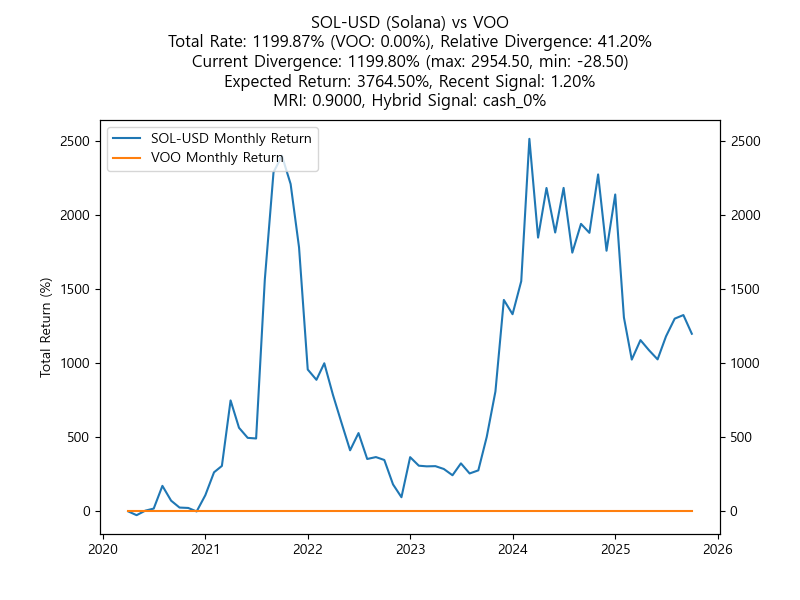 SOL-USD (Solana) vs VOO
Total Rate: 1199.87% (VOO: 0.00%), Relative Divergence: 41.20%
Current Divergence: 1199.80% (max: 2954.50, min: -28.50)
Expected Return: 3764.50%, Recent Signal: 1.20%
MRI: 0.9000, Hybrid Signal: cash_0%
SOL-USD Monthly Return
VOO Monthly Return
Total Return (%)
2500 2500
2000 2000
1500 1500
1000 1000
500 500
0 0
2020 2021 2022 2023 2024 2025 2026